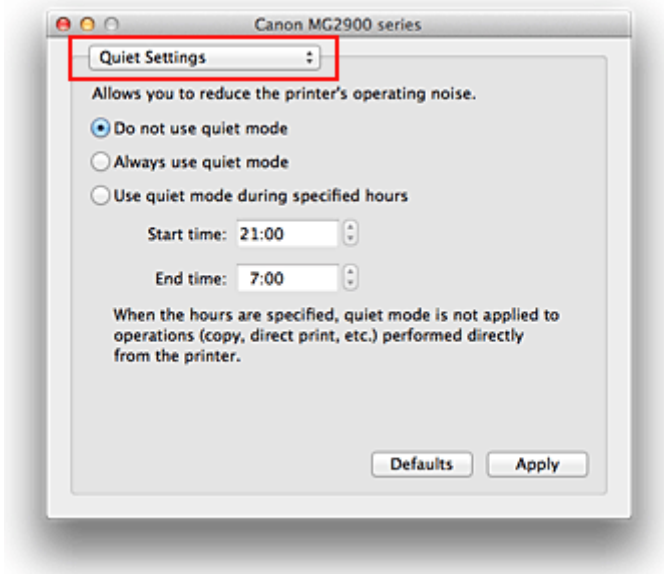 Canon MG2900 series
Quiet Settings
Allows you to reduce the printer's operating noise.
Do not use quiet mode
Always use quiet mode
Use quiet mode during specified hours
Start time: 21:00
End time: 7:00
When the hours are specified, quiet mode is not applied to
operations (copy, direct print, etc.) performed directly
from the printer.
Defaults Apply